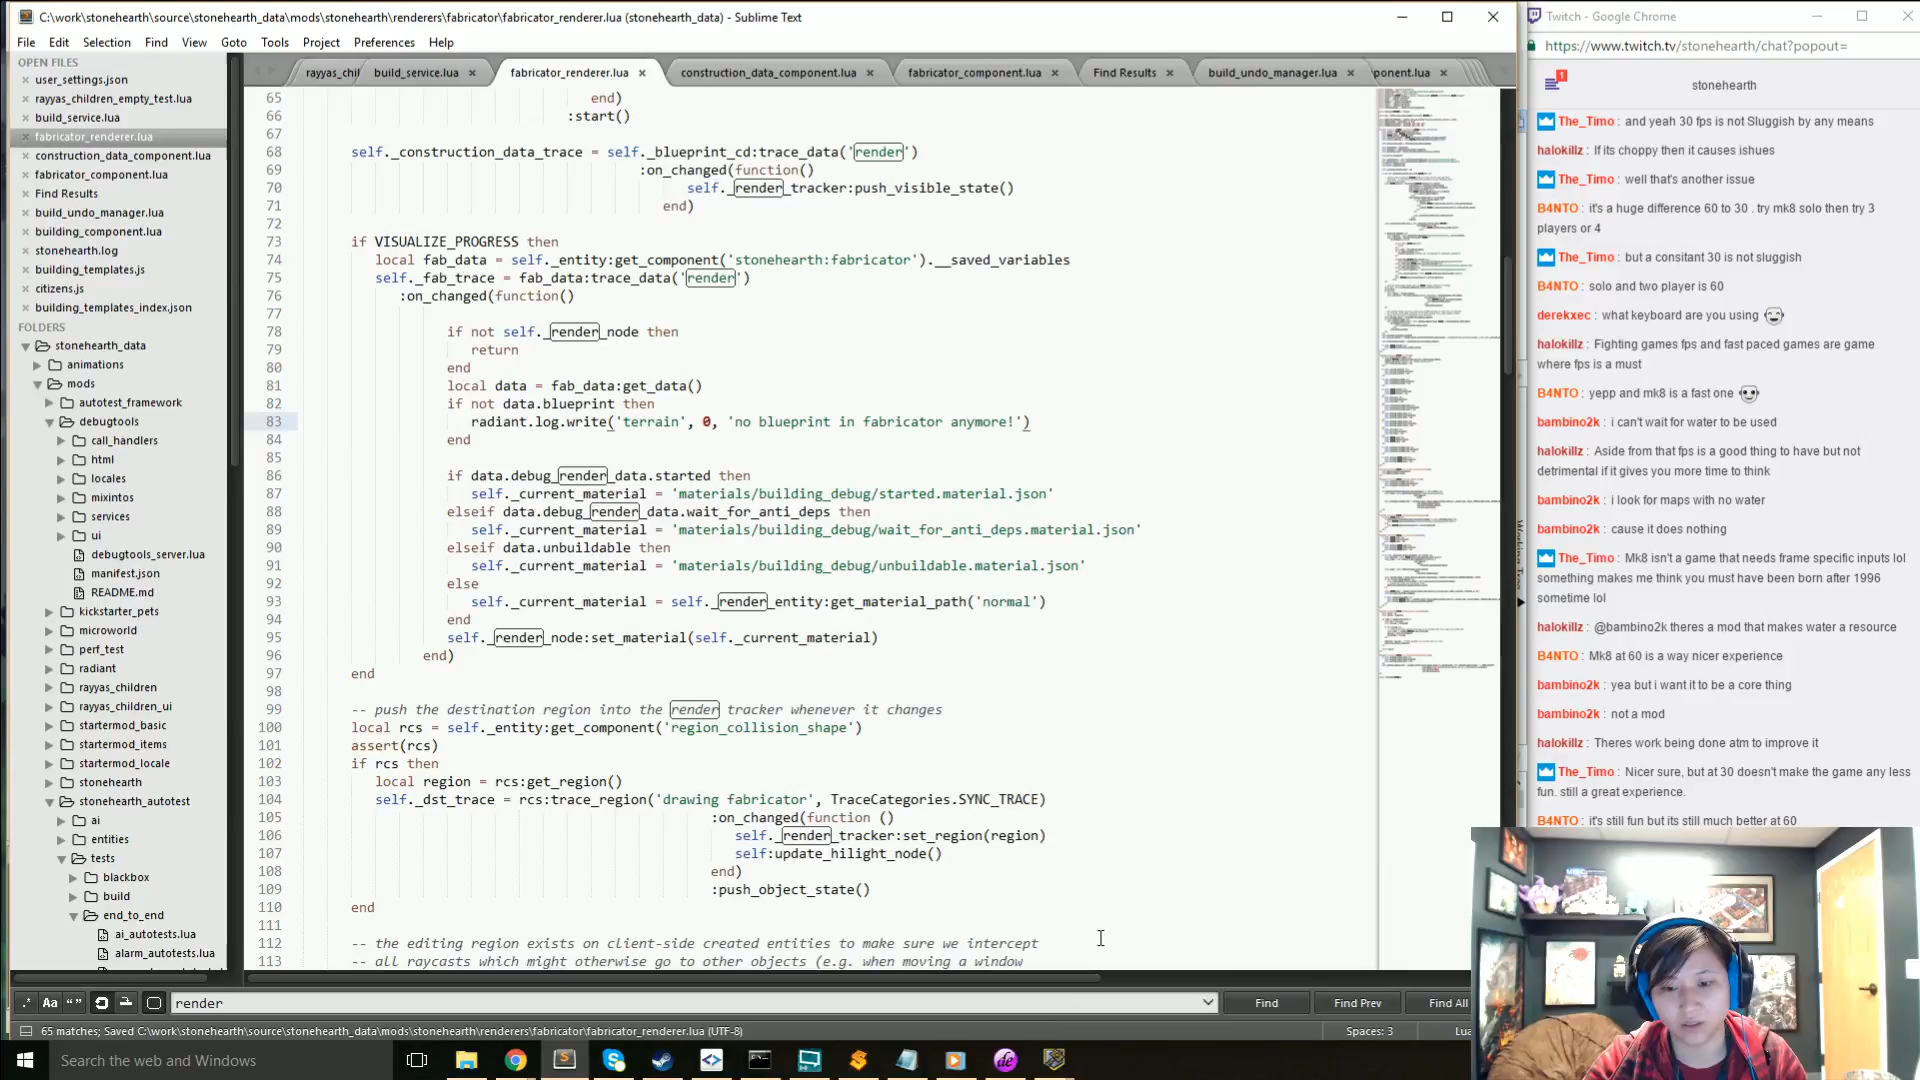 C:\work\stonehearth\source\stonehearth_data\mods\stonehearth\renderers\fabricator\fabricator_renderer.lua (stonehearth_data) - Sublime Text
File Edit Selection Find View Goto Tools Project Preferences Help
OPEN FILES
user_settings.json
rayyas_children_empty_test.lua
build_service.lua
fabricator_renderer.lua
construction_data_component.lua
fabricator_component.lua
Find Results
build_undo_manager.lua
building_component.lua
stonehearth.log
building_templates.js
citizens.js
building_templates_index.json
FOLDERS
stonehearth_data
animations
mods
autotest_framework
debugtools
call_handlers
html
locales
mixintos
services
ui
debugtools_server.lua
manifest.json
README.md
kickstarter_pets
microworld
perf_test
radiant
rayyas_children
rayyas_children_ui
startermod_basic
startermod_items
startermod_locale
stonehearth
stonehearth_autotest
ai
entities
tests
blackbox
build
end_to_end
ai_autotests.lua
alarm_autotests.lua
rayyas_chil build_service.lua fabricator_renderer.lua construction_data_component.lua fabricator_component.lua Find Results build_undo_manager.lua ponent.lua
65 end)
66 :start()
67
68 self._construction_data_trace = self._blueprint_cd:trace_data('render')
69 :on_changed(function()
70 self._render_tracker:push_visible_state()
71 end)
72
73 if VISUALIZE_PROGRESS then
74 local fab_data = self._entity:get_component('stonehearth:fabricator').__saved_variables
75 self._fab_trace = fab_data:trace_data('render')
76 :on_changed(function()
77
78 if not self._render_node then
79 return
80 end
81 local data = fab_data:get_data()
82 if not data.blueprint then
83 radiant.log.write('terrain', 0, 'no blueprint in fabricator anymore!')
84 end
85
86 if data.debug_render_data.started then
87 self._current_material = 'materials/building_debug/started.material.json'
88 elseif data.debug_render_data.wait_for_anti_deps then
89 self._current_material = 'materials/building_debug/wait_for_anti_deps.material.json'
90 elseif data.unbuildable then
91 self._current_material = 'materials/building_debug/unbuildable.material.json'
92 else
93 self._current_material = self._render_entity:get_material_path('normal')
94 end
95 self._render_node:set_material(self._current_material)
96 end)
97 end
98
99 -- push the destination region into the render tracker whenever it changes
100 local rcs = self._entity:get_component('region_collision_shape')
101 assert(rcs)
102 if rcs then
103 local region = rcs:get_region()
104 self._dst_trace = rcs:trace_region('drawing fabricator', TraceCategories.SYNC_TRACE)
105 :on_changed(function ()
106 self._render_tracker:set_region(region)
107 self:update_hilight_node()
108 end)
109 :push_object_state()
110 end
111
112 -- the editing region exists on client-side created entities to make sure we intercept
113 -- all raycasts which might otherwise go to other objects (e.g. when moving a window
.* Aa “ ” render Find Find Prev Find All
65 matches; Saved C:\work\stonehearth\source\stonehearth_data\mods\stonehearth\renderers\fabricator\fabricator_renderer.lua (UTF-8) Spaces: 3 Lua
Search the web and Windows
Twitch - Google Chrome
https://www.twitch.tv/stonehearth/chat?popout=
1
stonehearth
The_Timo : and yeah 30 fps is not Sluggish by any means
halokillz : If its choppy then it causes ishues
The_Timo : well that's another issue
B4NTO : it's a huge difference 60 to 30 . try mk8 solo then try 3
players or 4
The_Timo : but a consitant 30 is not sluggish
B4NTO : solo and two player is 60
derekxec : what keyboard are you using
halokillz : Fighting games fps and fast paced games are game
where fps is a must
B4NTO : yepp and mk8 is a fast one
bambino2k : i can't wait for water to be used
halokillz : Aside from that fps is a good thing to have but not
detrimental if it gives you more time to think
bambino2k : i look for maps with no water
bambino2k : cause it does nothing
The_Timo : Mk8 isn't a game that needs frame specific inputs lol
something makes me think you must have been born after 1996
sometime lol
halokillz : @bambino2k theres a mod that makes water a resource
B4NTO : Mk8 at 60 is a way nicer experience
bambino2k : yea but i want it to be a core thing
bambino2k : not a mod
halokillz : Theres work being done atm to improve it
The_Timo : Nicer sure, but at 30 doesn't make the game any less
fun. still a great experience.
B4NTO : it's still fun but its still much better at 60